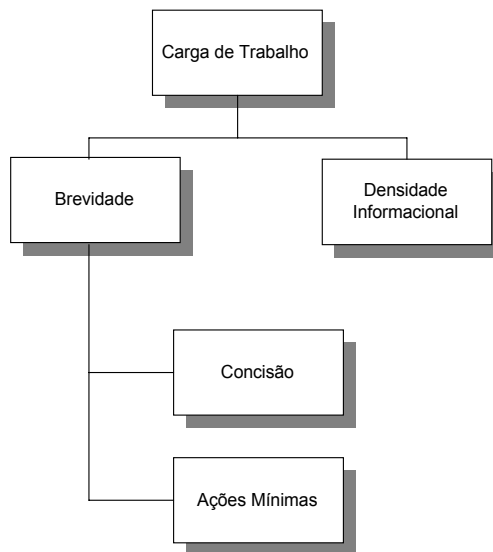 Carga de Trabalho
Brevidade
Densidade
Informacional
Concisão
Ações Mínimas